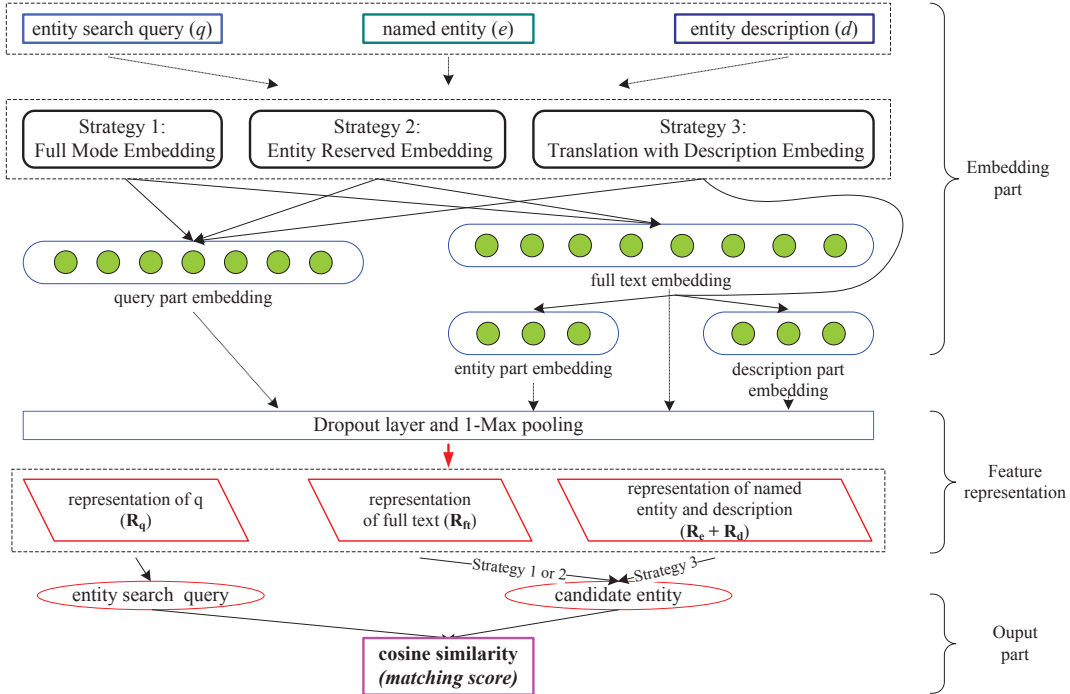 entity search query (q)
named entity (e)
entity description (d)
Strategy 1:
Full Mode Embedding
Strategy 2:
Entity Reserved Embedding
Strategy 3:
Translation with Description Embeding
Embedding
part
query part embedding
full text embedding
entity part embedding
description part
embedding
Dropout layer and 1-Max pooling
representation of q
(Rq)
representation
of full text (Rft)
representation of named
entity and description
(Re + Rd)
Feature
representation
Strategy 1 or 2
Strategy 3
entity search query
candidate entity
cosine similarity
(matching score)
Ouput
part